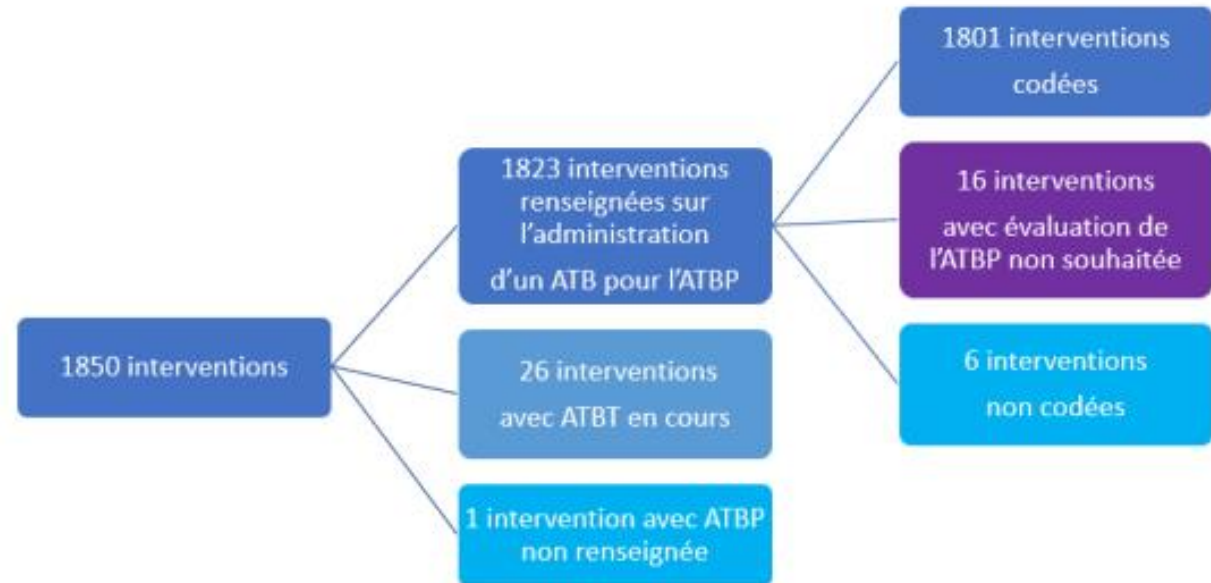 1850 interventions
1823 interventions
renseignées sur
l'administration
d'un ATB pour l'ATBP
26 interventions
avec ATBT en cours
1 intervention avec ATBP
non renseignée
1801 interventions
codées
16 interventions
avec évaluation de
l'ATBP non souhaitée
6 interventions
non codées